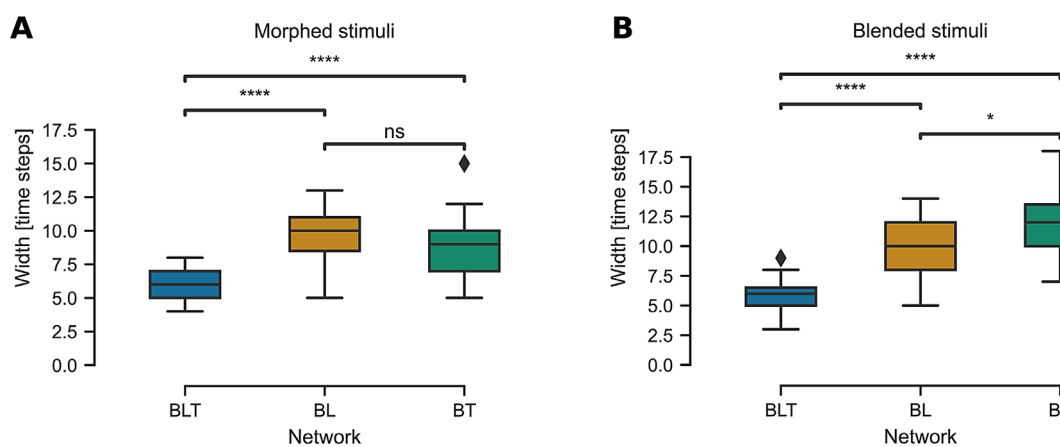 A
Morphed stimuli
****
****
ns
Width [time steps]
17.5
15.0
12.5
10.0
7.5
5.0
2.5
0.0
BLT BL BT
Network
B
Blended stimuli
****
****
*
Width [time steps]
17.5
15.0
12.5
10.0
7.5
5.0
2.5
0.0
BLT BL B
Network